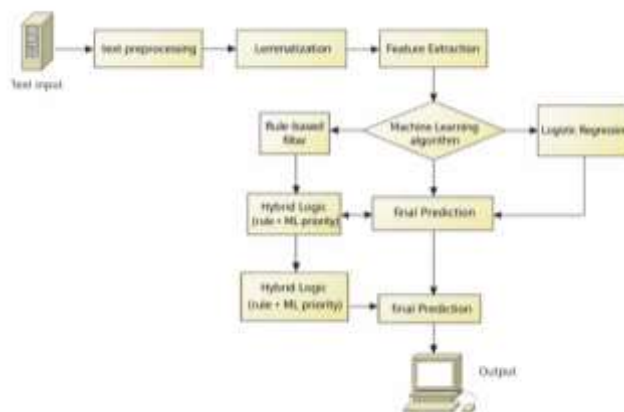 Text input
text preprocessing
Lemmatization
Feature Extraction
Rule-based
filter
Machine Learning
algorithm
Logistic Regression
Hybrid Logic
(rule + ML priority)
final Prediction
Hybrid Logic
(rule + ML priority)
final Prediction
Output